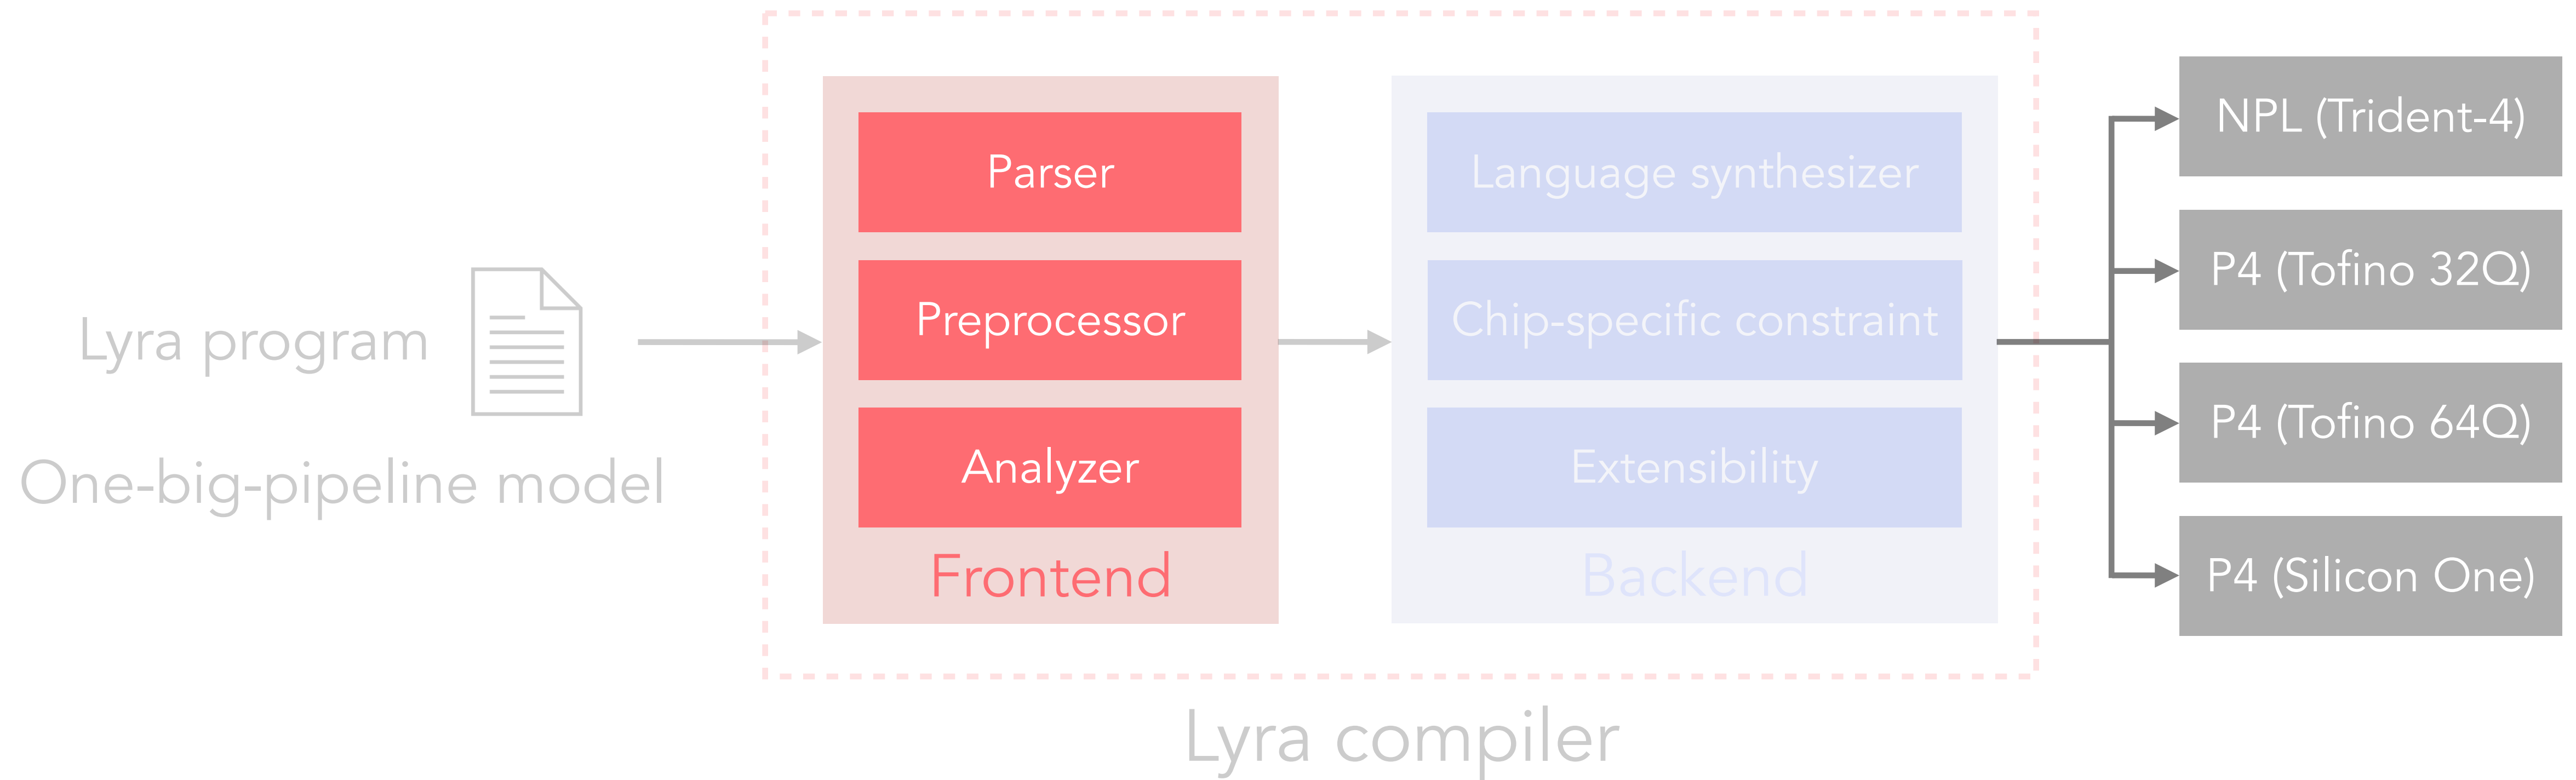 Lyra program
One-big-pipeline model
Parser
Preprocessor
Analyzer
Frontend
Language synthesizer
Chip-specific constraint
Extensibility
Backend
Lyra compiler
NPL (Trident-4)
P4 (Tofino 32Q)
P4 (Tofino 64Q)
P4 (Silicon One)